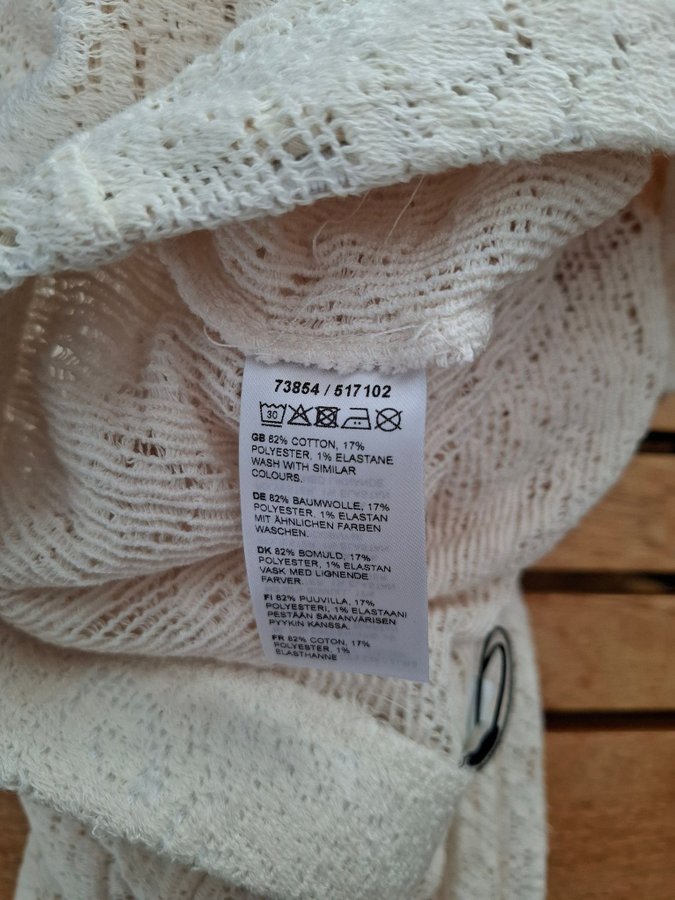 73854 / 517102
30
GB 82% COTTON, 17%
POLYESTER, 1% ELASTANE
WASH WITH SIMILAR
COLOURS.
DE 82% BAUMWOLLE, 17%
POLYESTER, 1% ELASTAN
MIT ÄHNLICHEN FARBEN
WASCHEN.
DK 82% BOMULD, 17%
POLYESTER, 1% ELASTAN
VASK MED LIGNENDE
FARVER.
FI 82% PUUVILLA, 17%
POLYESTERI, 1% ELASTAANI
PESTÄÄN SAMANVÄRISEN
PYYKIN KANSSA.
FR 82% COTON, 17%
POLYESTER, 1%
ELASTHANNE